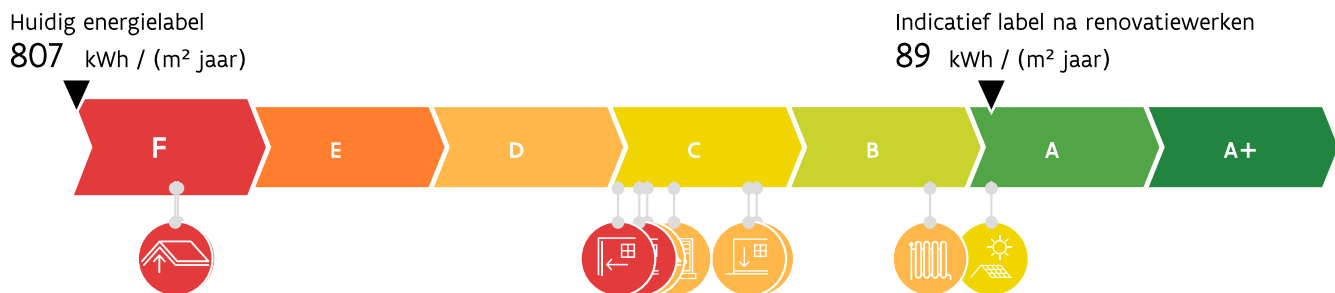 Huidig energielabel
807 kWh / (m² jaar)
Indicatief label na renovatiewerken
89 kWh / (m² jaar)
F E D C B A A+